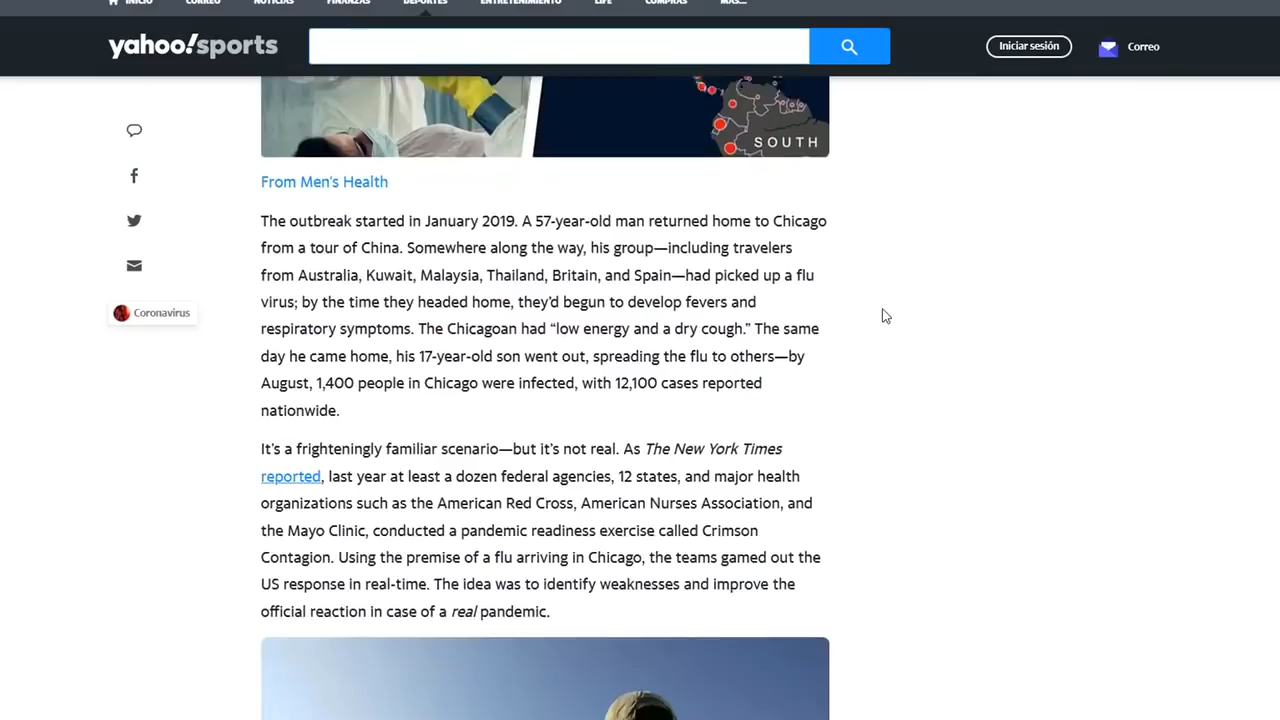 INICIO CORREO NOTICIAS FINANZAS DEPORTES ENTRETENIMIENTO LIFE COMPRAS MÁS...
yahoo!sports
Iniciar sesión
Correo
SOUTH
From Men's Health
The outbreak started in January 2019. A 57-year-old man returned home to Chicago
from a tour of China. Somewhere along the way, his group—including travelers
from Australia, Kuwait, Malaysia, Thailand, Britain, and Spain—had picked up a flu
virus; by the time they headed home, they’d begun to develop fevers and
respiratory symptoms. The Chicagoan had “low energy and a dry cough.” The same
day he came home, his 17-year-old son went out, spreading the flu to others—by
August, 1,400 people in Chicago were infected, with 12,100 cases reported
nationwide.
Coronavirus
It’s a frighteningly familiar scenario—but it’s not real. As The New York Times
reported, last year at least a dozen federal agencies, 12 states, and major health
organizations such as the American Red Cross, American Nurses Association, and
the Mayo Clinic, conducted a pandemic readiness exercise called Crimson
Contagion. Using the premise of a flu arriving in Chicago, the teams gamed out the
US response in real-time. The idea was to identify weaknesses and improve the
official reaction in case of a real pandemic.